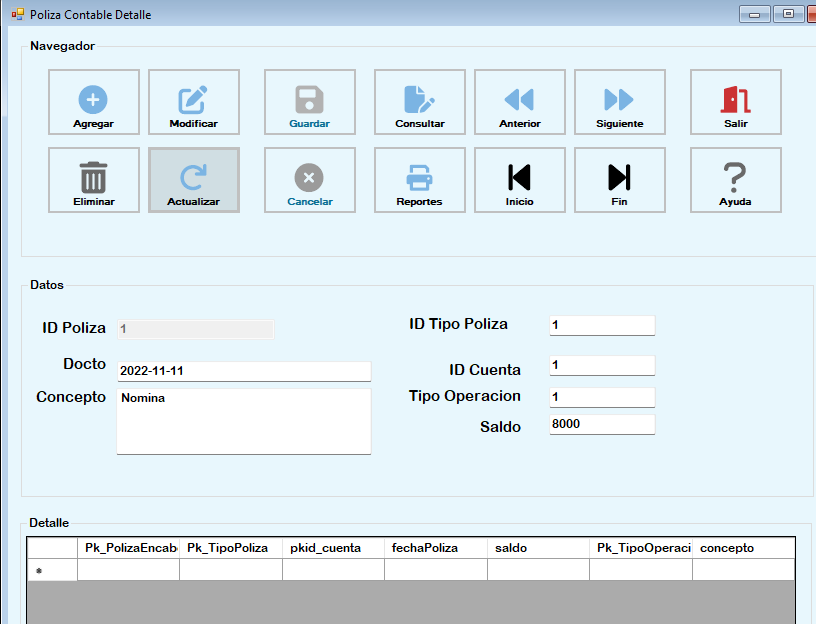 Poliza Contable Detalle
Navegador
Agregar Modificar Guardar Consultar Anterior Siguiente Salir
Eliminar Actualizar Cancelar Reportes Inicio Fin Ayuda
Datos
ID Poliza 1 ID Tipo Poliza 1
Docto 2022-11-11 ID Cuenta 1
Concepto Nomina Tipo Operacion 1
Saldo 8000
Detalle
Pk_PolizaEncab Pk_TipoPoliza pkid_cuenta fechaPoliza saldo Pk_TipoOperaci concepto
*